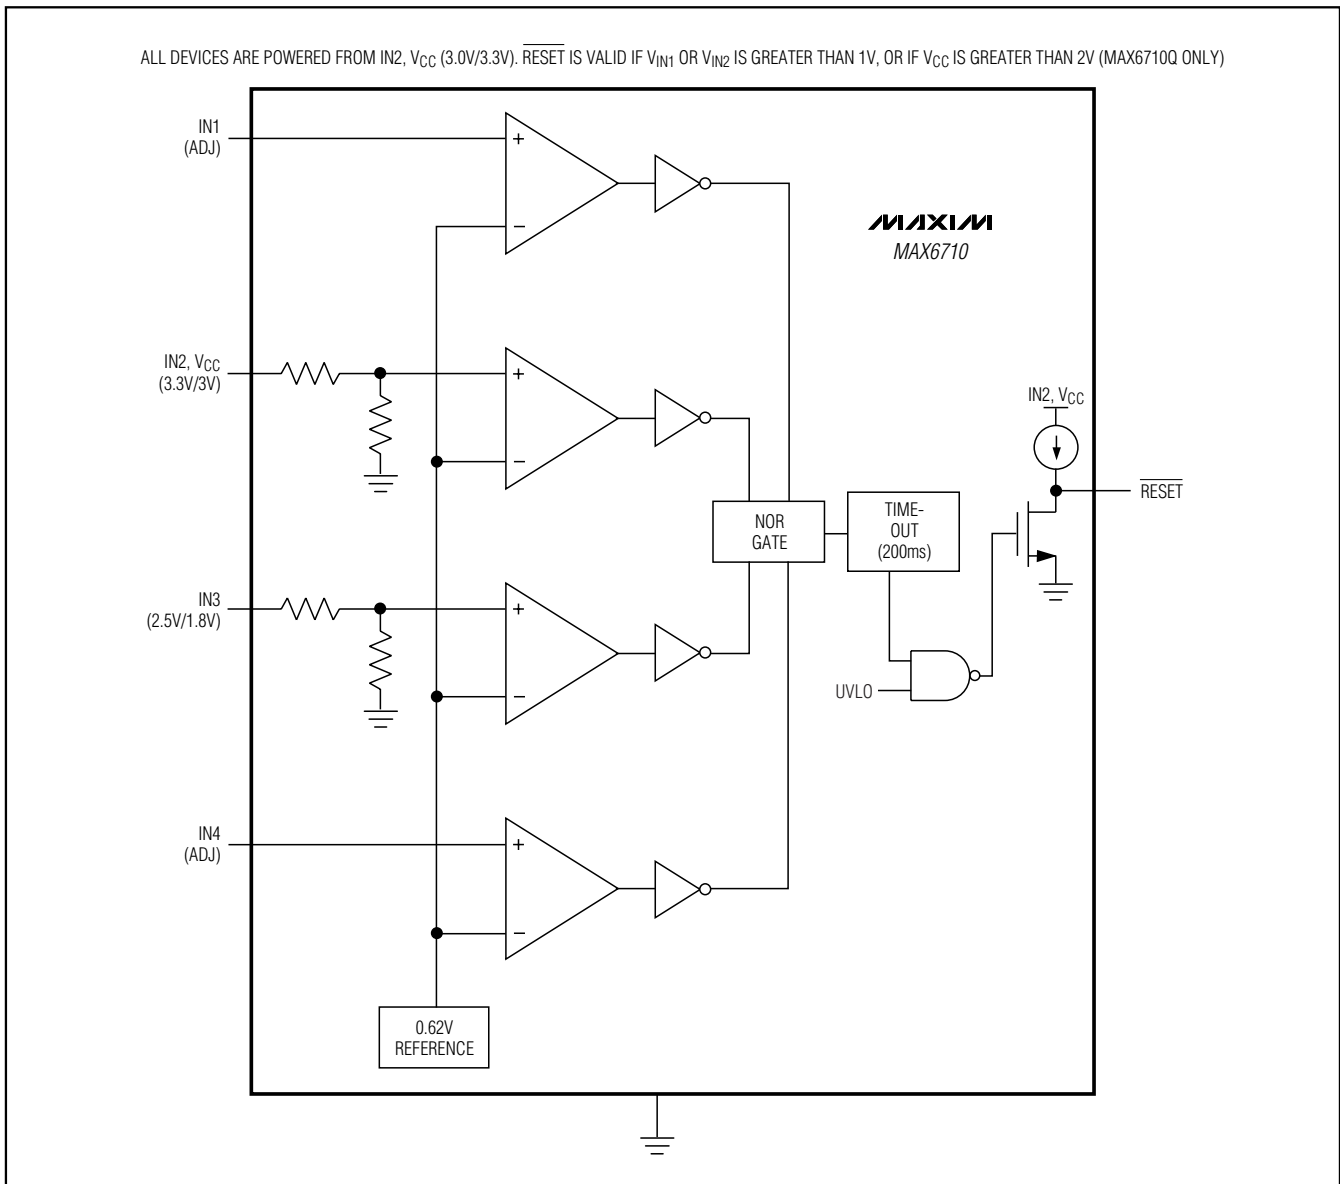 ALL DEVICES ARE POWERED FROM IN2, VCC (3.0V/3.3V). RESET IS VALID IF VIN1 OR VIN2 IS GREATER THAN 1V, OR IF VCC IS GREATER THAN 2V (MAX6710Q ONLY)
IN1
(ADJ)
+
−
MAXIM
MAX6710
IN2, VCC
(3.3V/3V)
+
−
IN2, VCC
RESET
NOR
GATE
TIME-
OUT
(200ms)
IN3
(2.5V/1.8V)
+
−
UVLO
IN4
(ADJ)
+
−
0.62V
REFERENCE